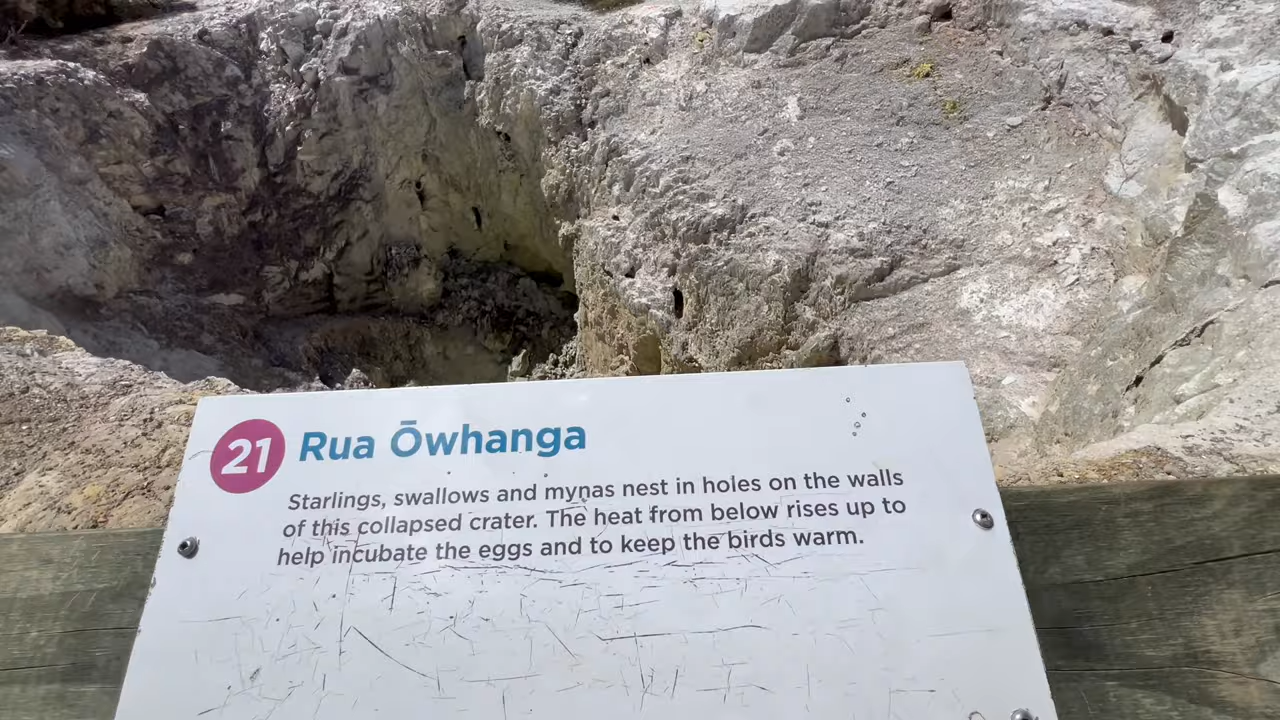 21 Rua Ōwhanga
Starlings, swallows and mynas nest in holes on the walls
of this collapsed crater. The heat from below rises up to
help incubate the eggs and to keep the birds warm.